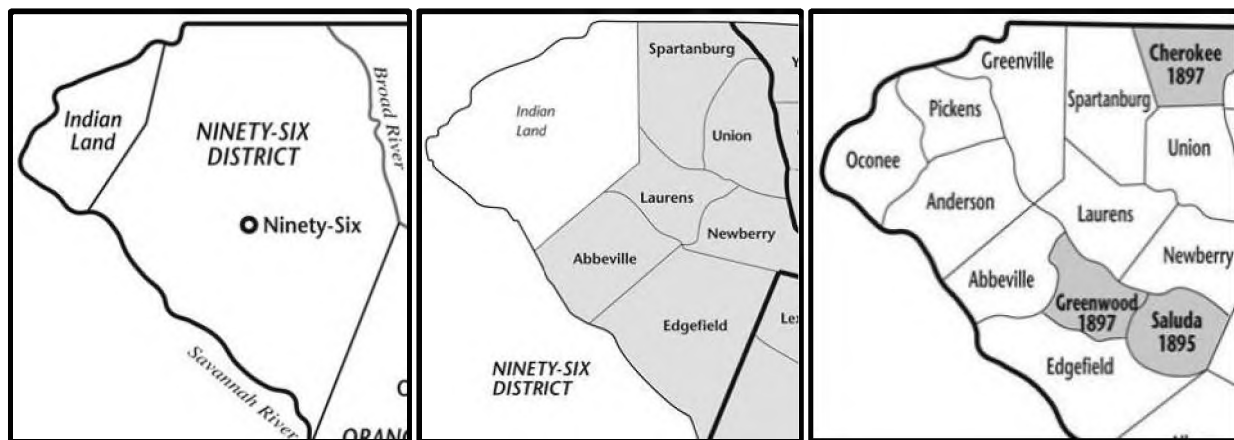 Indian
Land
NINETY-SIX
DISTRICT
Broad River
Ninety-Six
Savannah River
Indian
Land
Spartanburg
Union
Laurens
Newberry
Abbeville
Edgefield
NINETY-SIX
DISTRICT
Cherokee
1897
Greenville
Pickens
Spartanburg
Oconee
Union
Anderson
Laurens
Newberry
Abbeville
Greenwood
1897
Saluda
1895
Edgefield